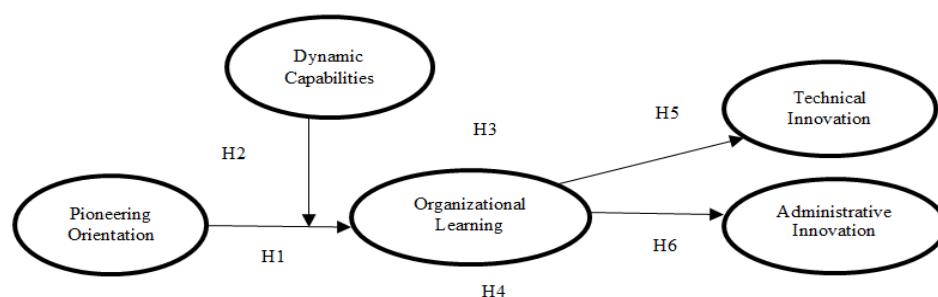 Dynamic
Capabilities
Technical
Innovation
H5
H3
H2
Pioneering
Orientation
Organizational
Learning
Administrative
Innovation
H1
H6
H4